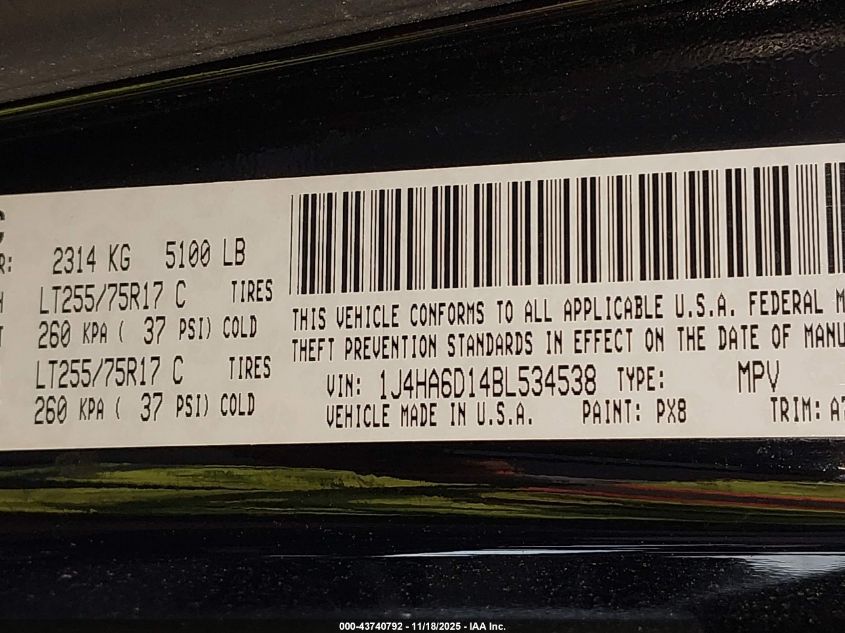 R: 2314 KG 5100 LB
LT255/75R17 C TIRES
260 KPA ( 37 PSI) COLD
LT255/75R17 C TIRES
260 KPA ( 37 PSI) COLD
THIS VEHICLE CONFORMS TO ALL APPLICABLE U.S.A. FEDERAL M
THEFT PREVENTION STANDARDS IN EFFECT ON THE DATE OF MANU
VIN: 1J4HA6D14BL534538 TYPE: MPV
VEHICLE MADE IN U.S.A. PAINT: PX8 TRIM: A7
000-43740792 - 11/18/2025 - IAA Inc.